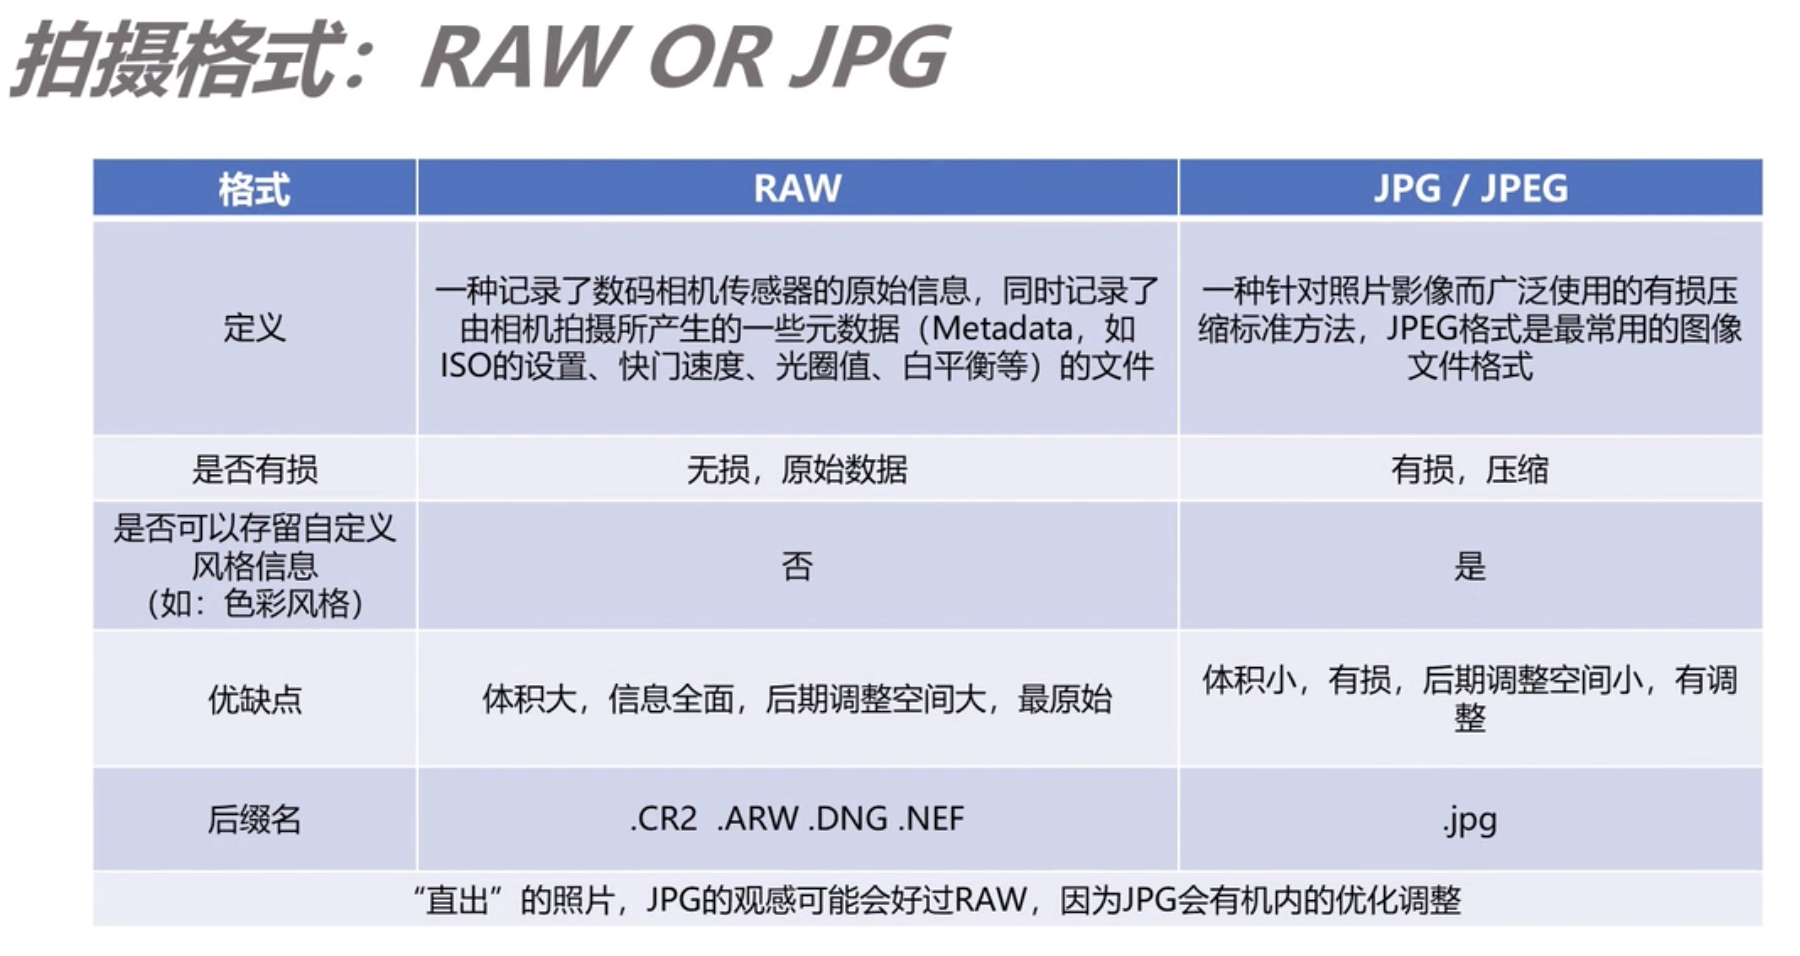 拍摄格式：RAW OR JPG
格式
RAW
JPG / JPEG
定义
一种记录了数码相机传感器的原始信息，同时记录了
由相机拍摄所产生的一些元数据（Metadata，如
ISO的设置、快门速度、光圈值、白平衡等）的文件
一种针对照片影像而广泛使用的有损压
缩标准方法，JPEG格式是最常用的图像
文件格式
是否有损
无损，原始数据
有损，压缩
是否可以存留自定义
风格信息
（如：色彩风格）
否
是
优缺点
体积大，信息全面，后期调整空间大，最原始
体积小，有损，后期调整空间小，有调
整
后缀名
.CR2 .ARW .DNG .NEF
.jpg
“直出”的照片，JPG的观感可能会好过RAW，因为JPG会有机内的优化调整